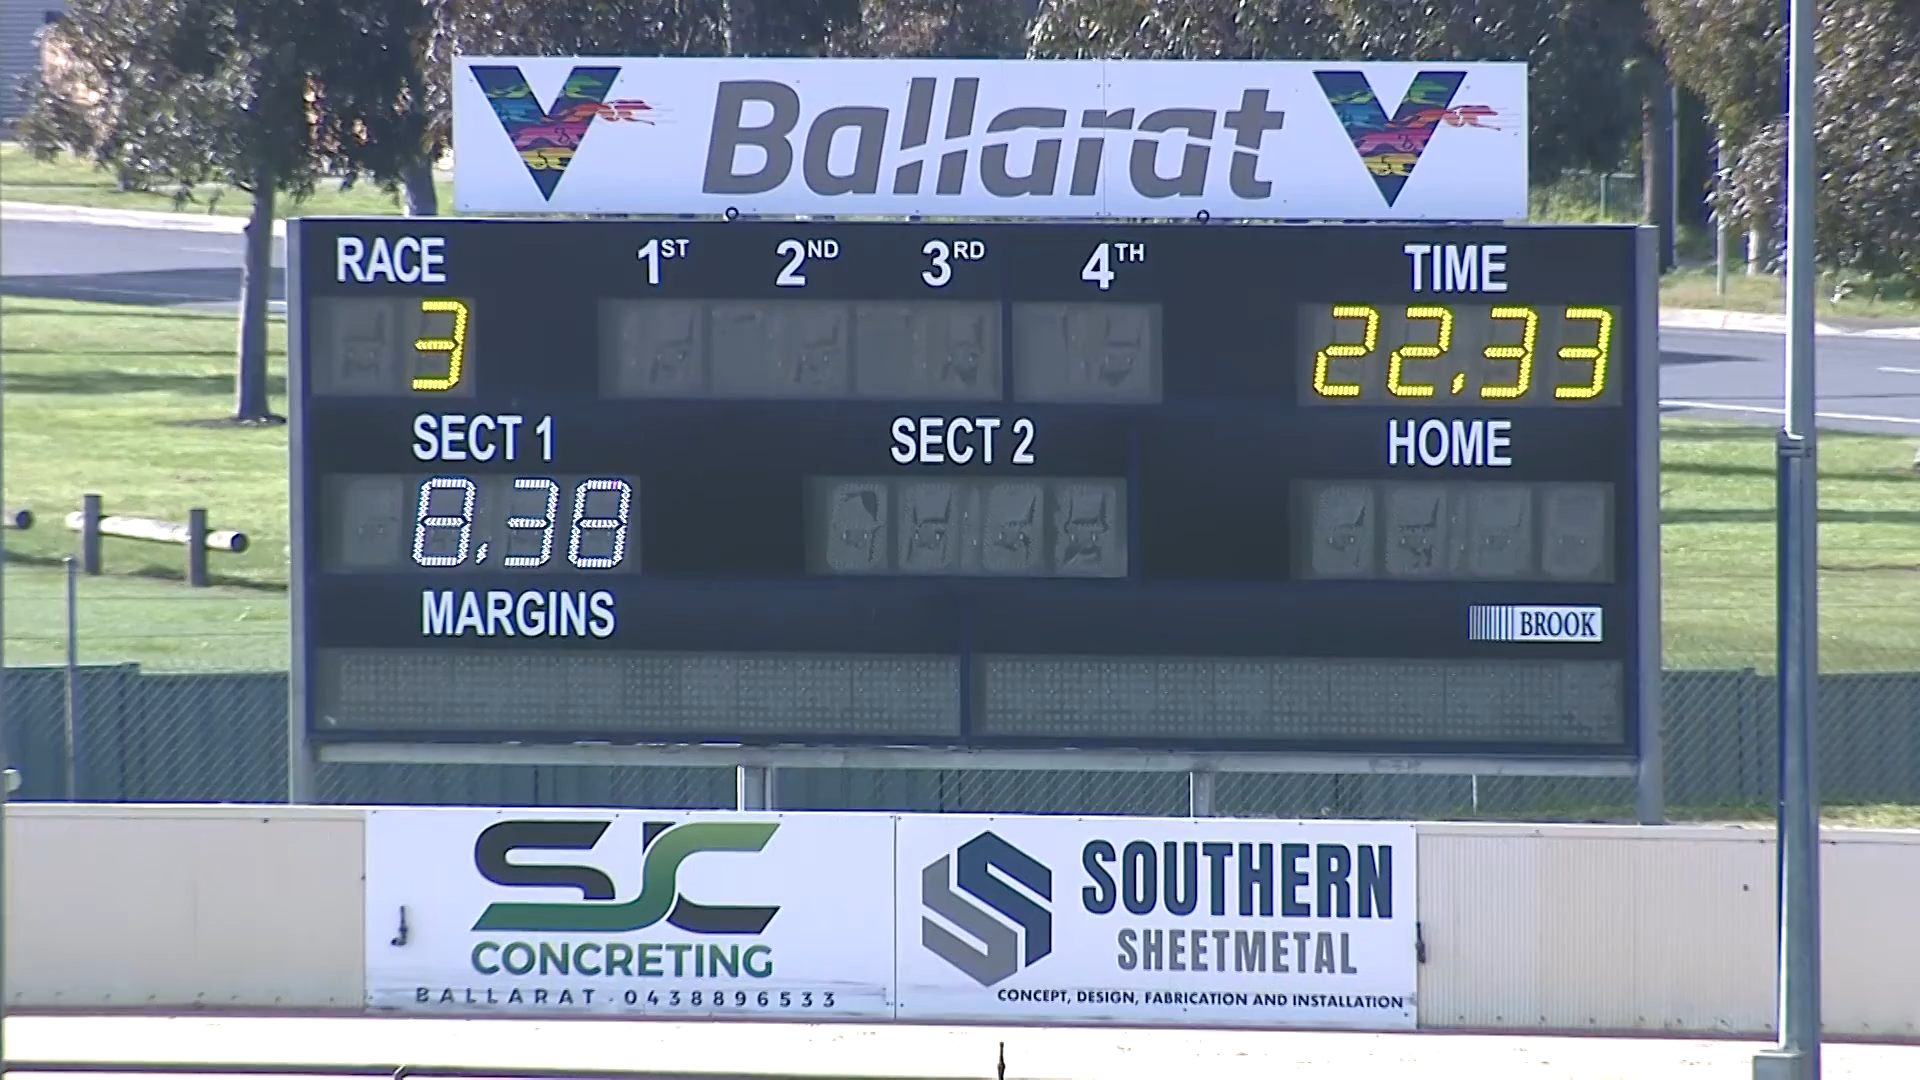 Ballarat
RACE 1ST 2ND 3RD 4TH TIME
3 22.33
SECT 1 SECT 2 HOME
8.38
MARGINS
BROOK
SJC
CONCRETING
BALLARAT . 0438896533
SOUTHERN
SHEETMETAL
CONCEPT, DESIGN, FABRICATION AND INSTALLATION